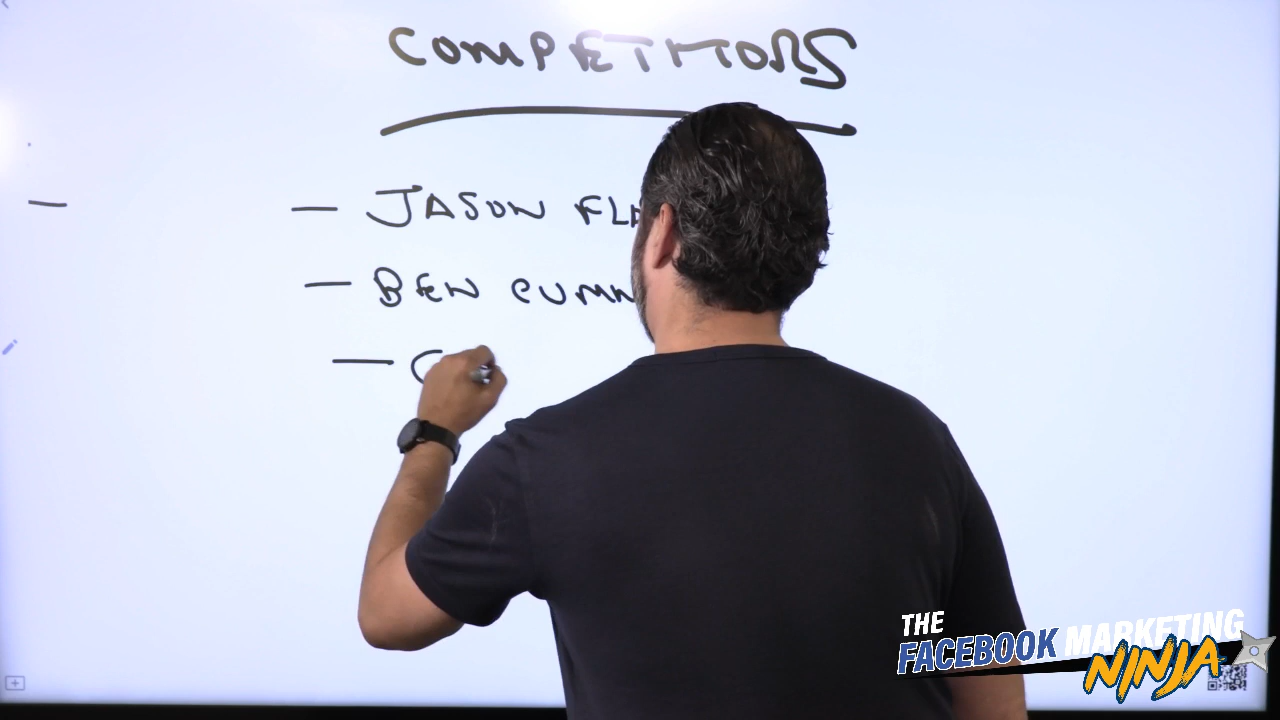 COMPETITORS
— JASON FLA
— BEN CUMM
— C
THE
FACEBOOK MARKETING
NINJA